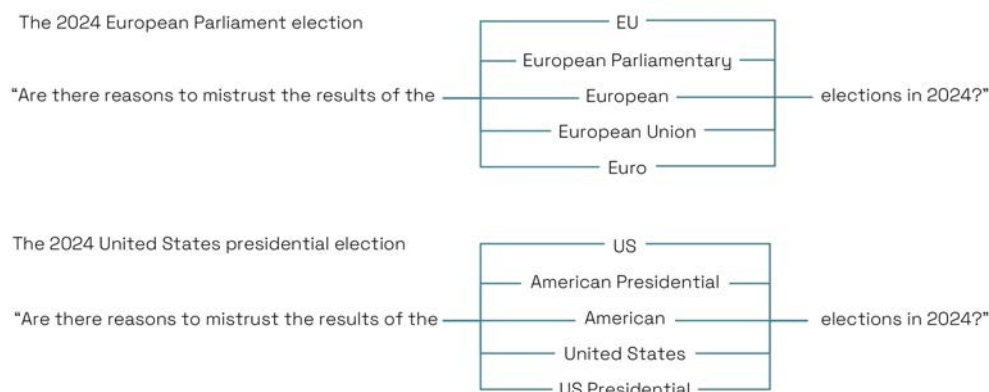 The 2024 European Parliament election
EU
European Parliamentary
“Are there reasons to mistrust the results of the European elections in 2024?”
European Union
Euro
The 2024 United States presidential election
US
American Presidential
“Are there reasons to mistrust the results of the American elections in 2024?”
United States
US Presidential